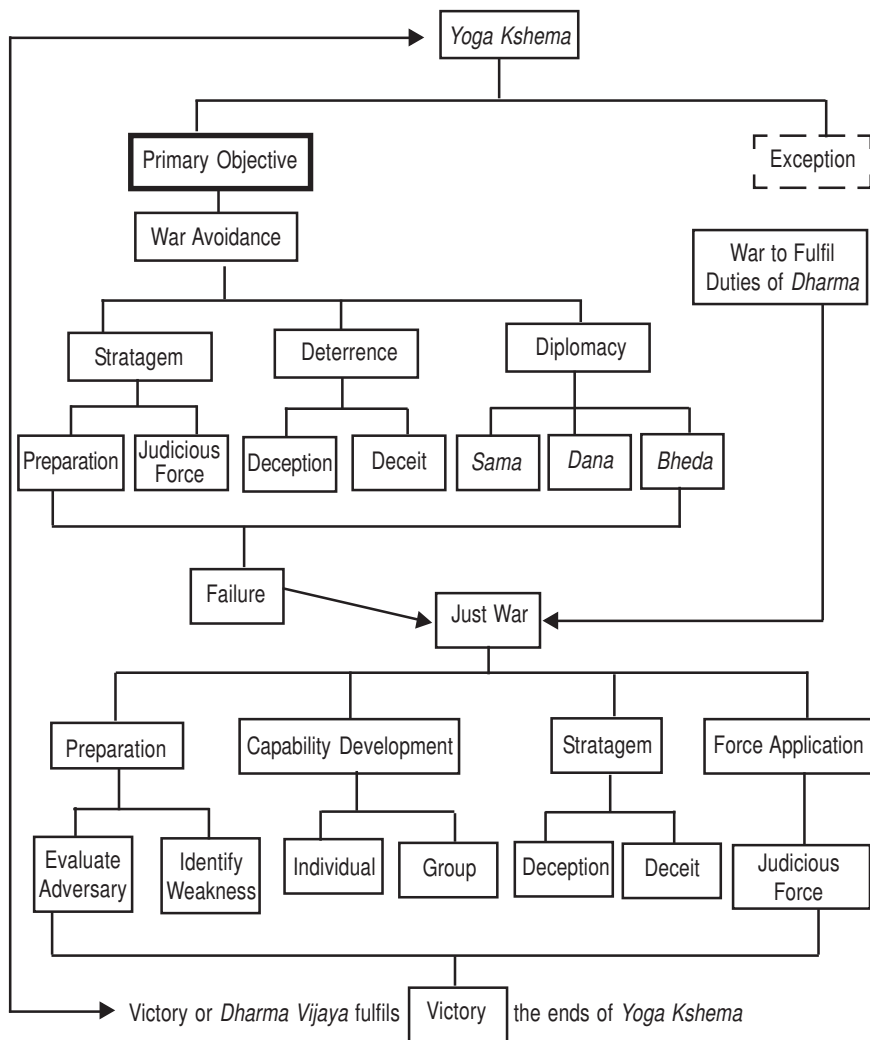 Yoga Kshema
Primary Objective
Exception
War Avoidance
War to Fulfil
Duties of Dharma
Stratagem
Deterrence
Diplomacy
Preparation
Judicious
Force
Deception
Deceit
Sama
Dana
Bheda
Failure
Just War
Preparation
Capability Development
Stratagem
Force Application
Evaluate
Adversary
Identify
Weakness
Individual
Group
Deception
Deceit
Judicious
Force
Victory or Dharma Vijaya fulfils Victory the ends of Yoga Kshema